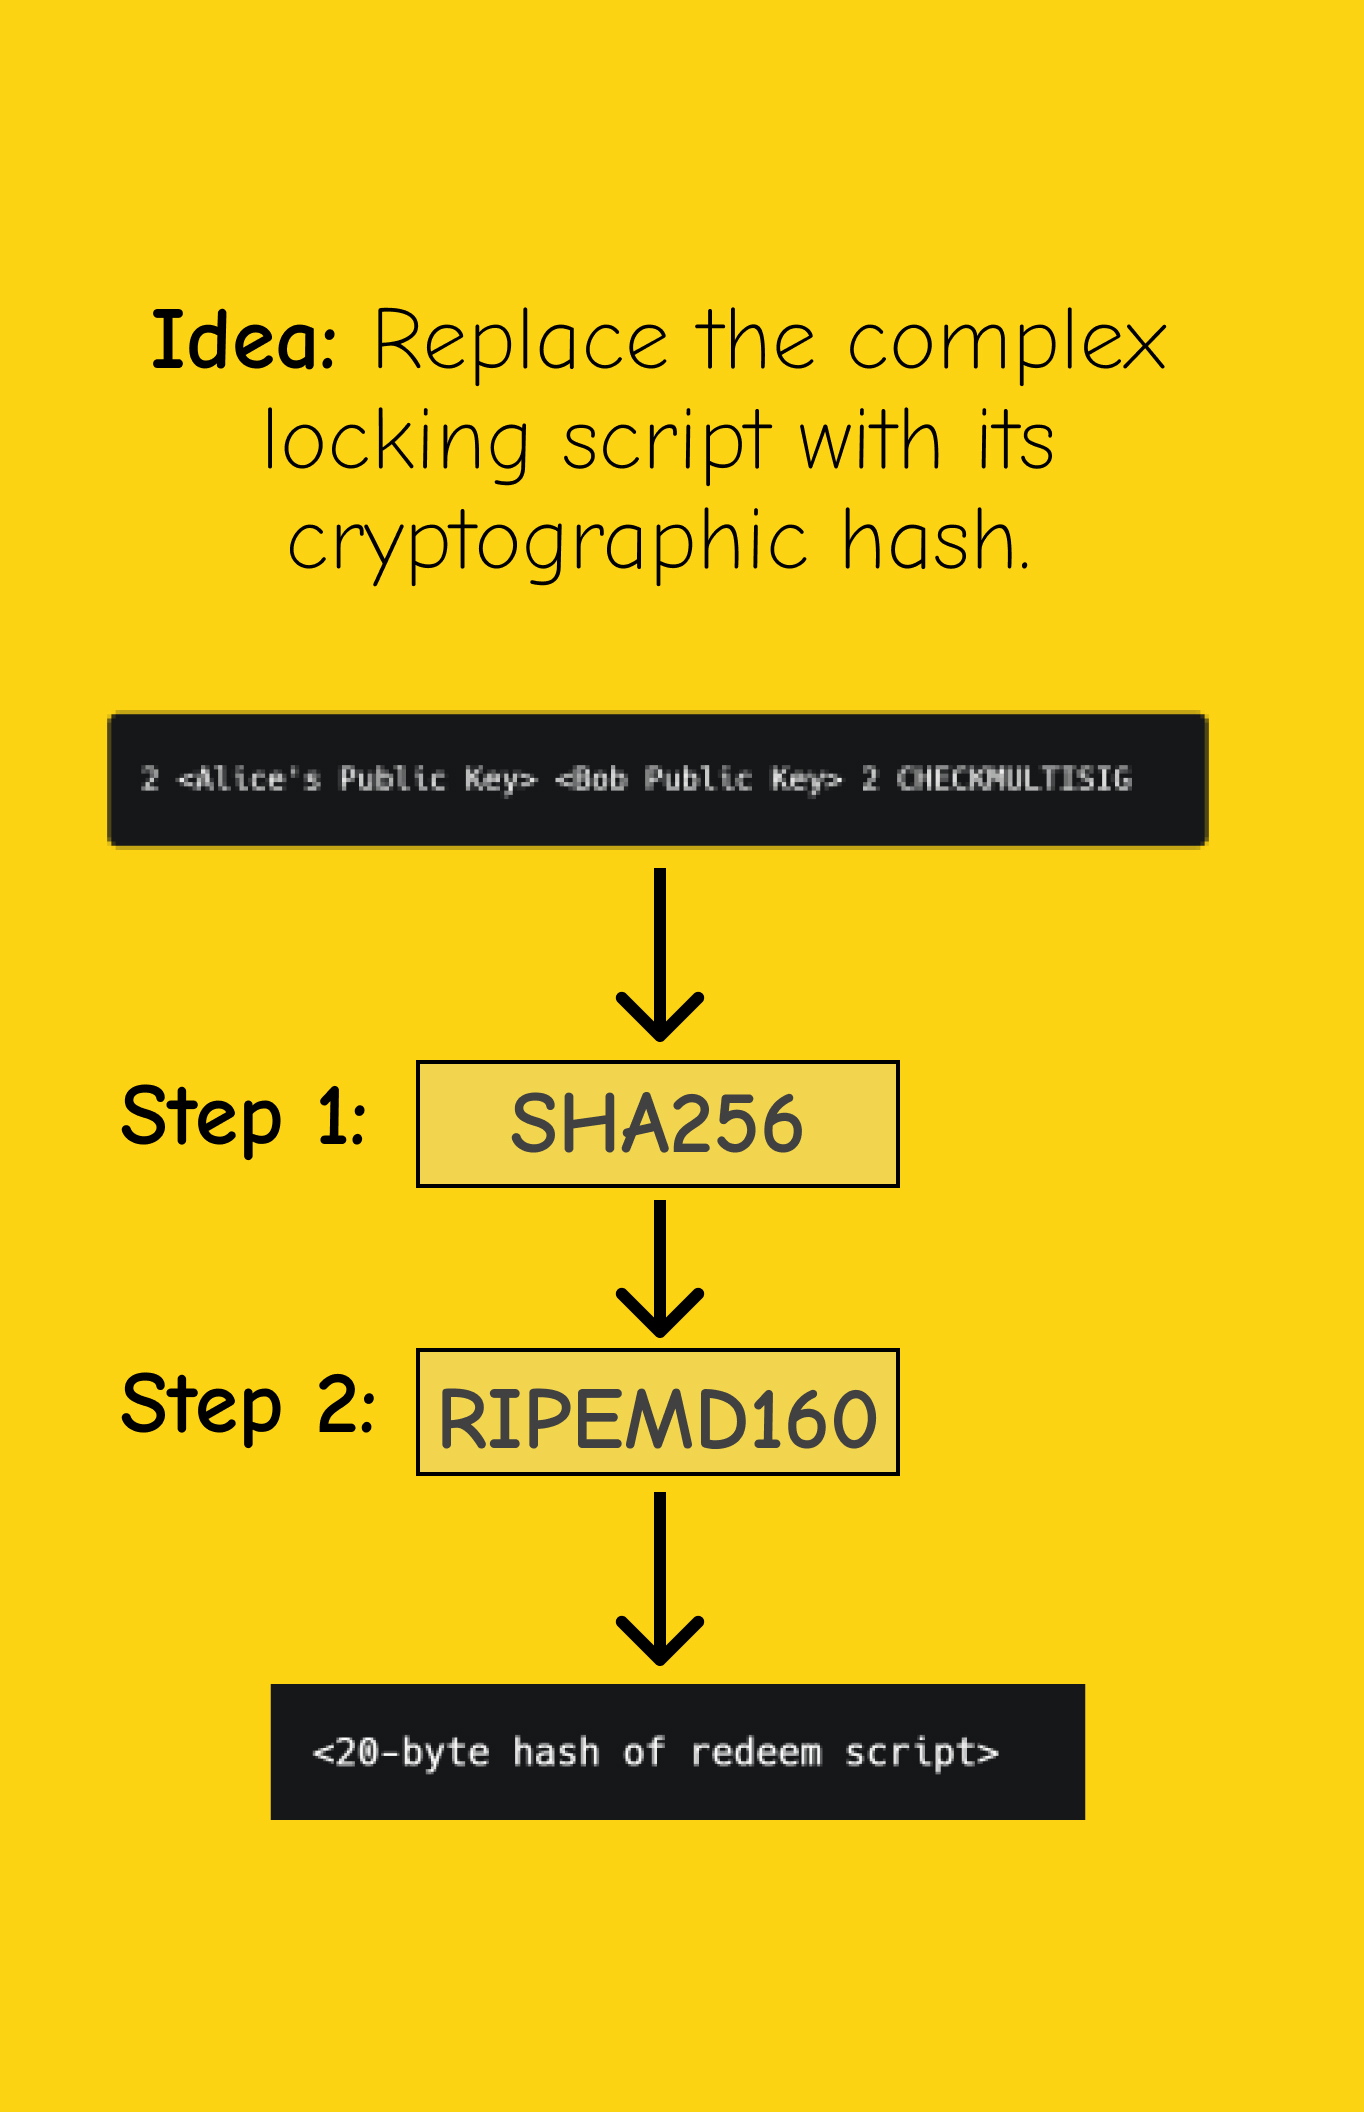 Idea: Replace the complex
locking script with its
cryptographic hash.
2 <Alice's Public Key> <Bob Public Key> 2 CHECKMULTISIG
Step 1: SHA256
Step 2: RIPEMD160
<20-byte hash of redeem script>